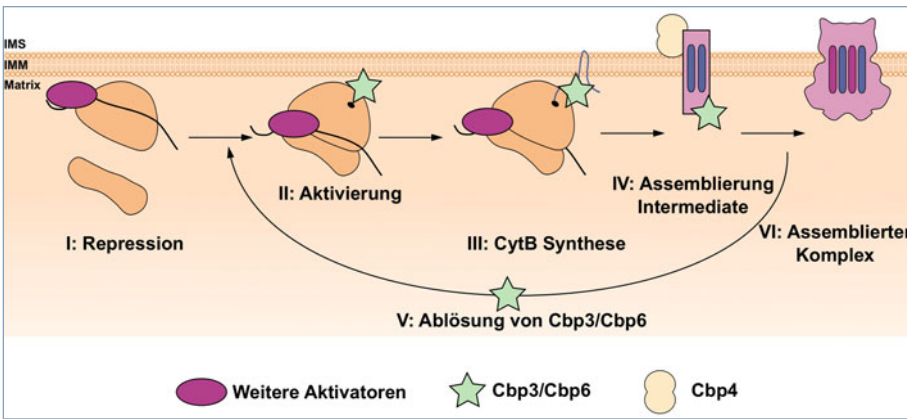 IMS
IMM
Matrix
I: Repression
II: Aktivierung
III: CytB Synthese
IV: Assemblierung
Intermediate
VI: Assemblierter
Komplex
V: Ablösung von Cbp3/Cbp6
Weitere Aktivatoren
Cbp3/Cbp6
Cbp4